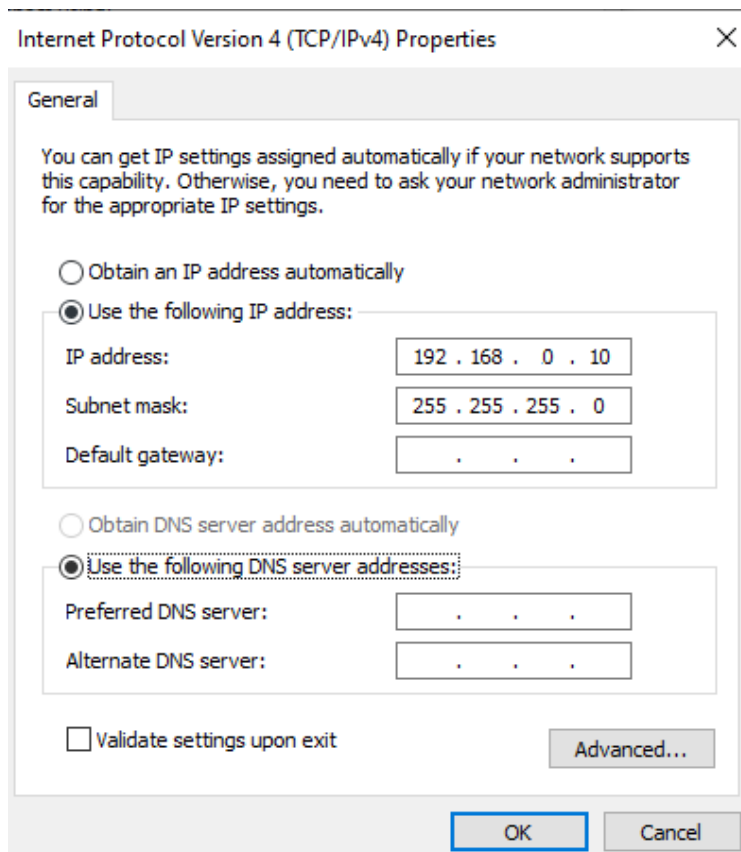 Internet Protocol Version 4 (TCP/IPv4) Properties
General
You can get IP settings assigned automatically if your network supports
this capability. Otherwise, you need to ask your network administrator
for the appropriate IP settings.
Obtain an IP address automatically
Use the following IP address:
IP address: 192 . 168 . 0 . 10
Subnet mask: 255 . 255 . 255 . 0
Default gateway: . . .
Obtain DNS server address automatically
Use the following DNS server addresses:
Preferred DNS server: . . .
Alternate DNS server: . . .
Validate settings upon exit
Advanced...
OK Cancel